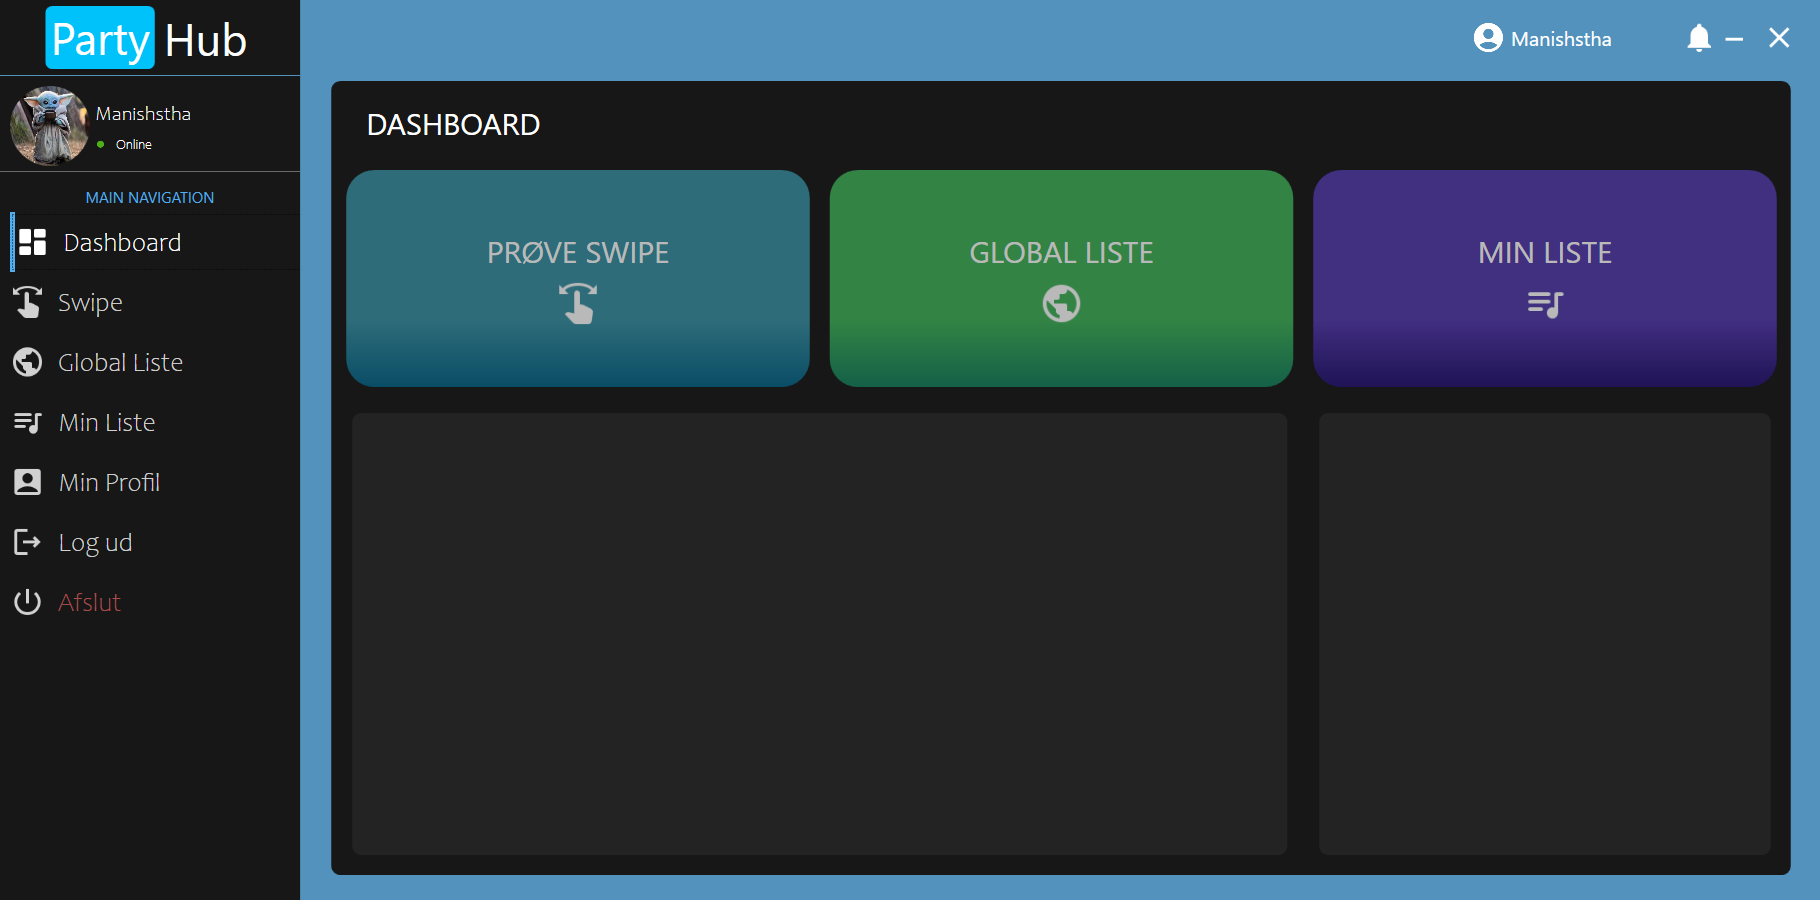 Party Hub
Manishstha
Online
MAIN NAVIGATION
Dashboard
Swipe
Global Liste
Min Liste
Min Profil
Log ud
Afslut
Manishstha
DASHBOARD
PRØVE SWIPE
GLOBAL LISTE
MIN LISTE